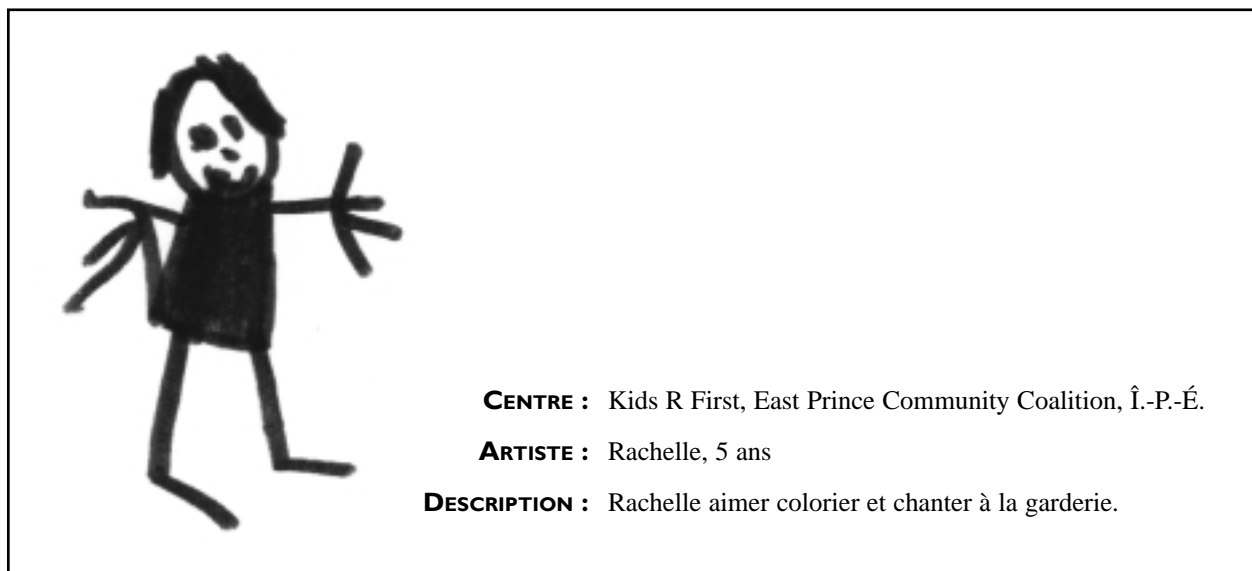 CENTRE : Kids R First, East Prince Community Coalition, Î.-P.-É.
ARTISTE : Rachelle, 5 ans
DESCRIPTION : Rachelle aimer colorier et chanter à la garderie.